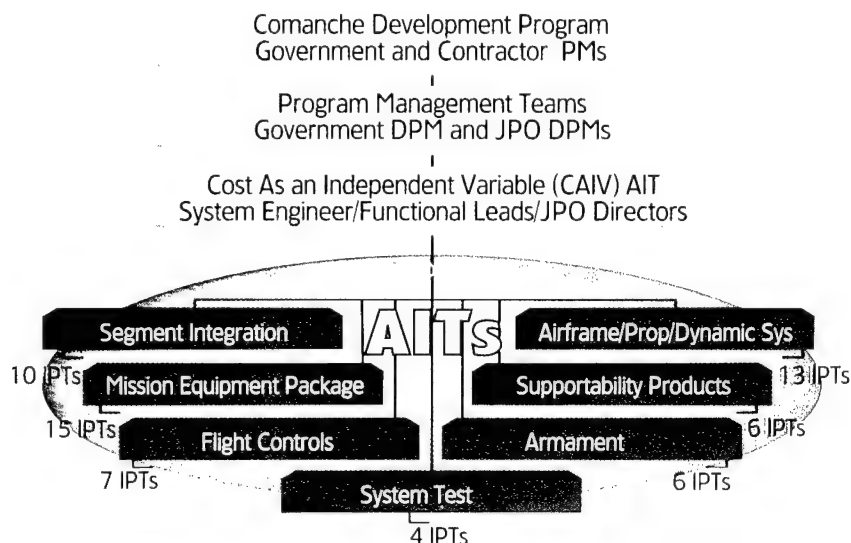 Comanche Development Program
Government and Contractor PMs
Program Management Teams
Government DPM and JPO DPMs
Cost As an Independent Variable (CAIV) AIT
System Engineer/Functional Leads/JPO Directors
AITs
Segment Integration
Airframe/Prop/Dynamic Sys
10 IPTs
13 IPTs
Mission Equipment Package
Supportability Products
15 IPTs
6 IPTs
Flight Controls
Armament
7 IPTs
6 IPTs
System Test
4 IPTs